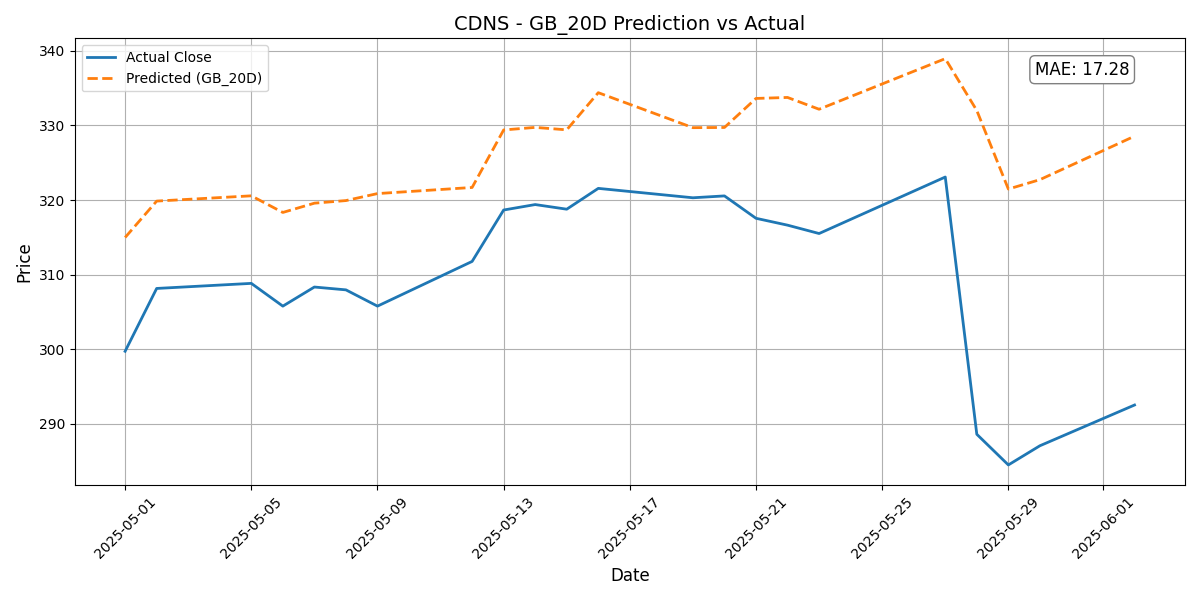 CDNS - GB_20D Prediction vs Actual
Actual Close
Predicted (GB_20D)
MAE: 17.28
Price
340
330
320
310
300
290
2025-05-01
2025-05-05
2025-05-09
2025-05-13
2025-05-17
2025-05-21
2025-05-25
2025-05-29
2025-06-01
Date